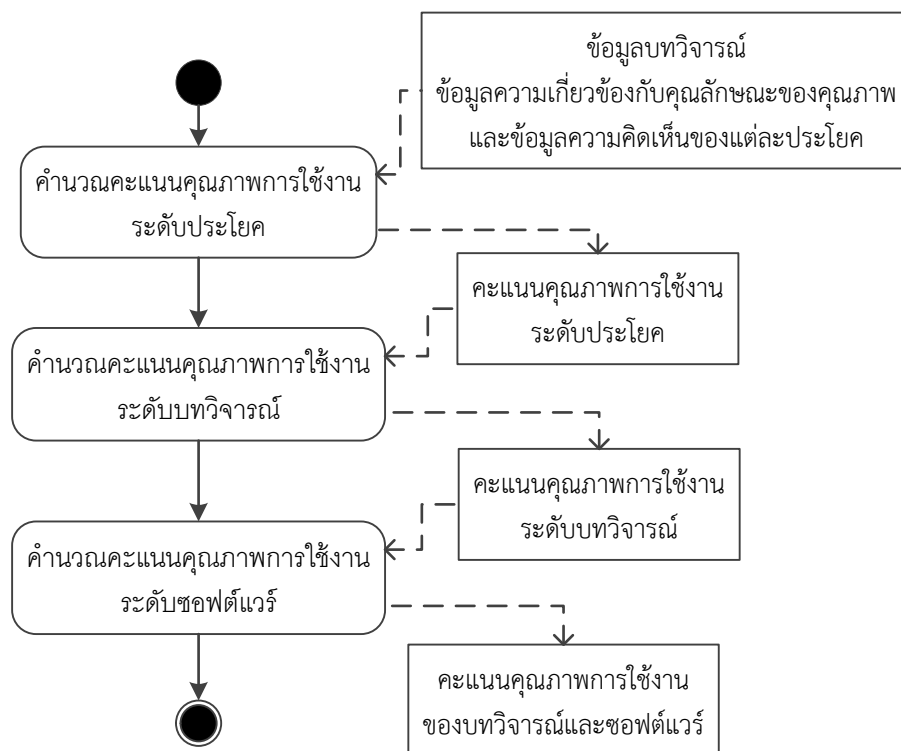 ข้อมูลบทวิจารณ์
ข้อมูลความเกี่ยวข้องกับคุณลักษณะของคุณภาพ
และข้อมูลความคิดเห็นของแต่ละประโยค
คำนวณคะแนนคุณภาพการใช้งาน
ระดับประโยค
คะแนนคุณภาพการใช้งาน
ระดับประโยค
คำนวณคะแนนคุณภาพการใช้งาน
ระดับบทวิจารณ์
คะแนนคุณภาพการใช้งาน
ระดับบทวิจารณ์
คำนวณคะแนนคุณภาพการใช้งาน
ระดับซอฟต์แวร์
คะแนนคุณภาพการใช้งาน
ของบทวิจารณ์และซอฟต์แวร์